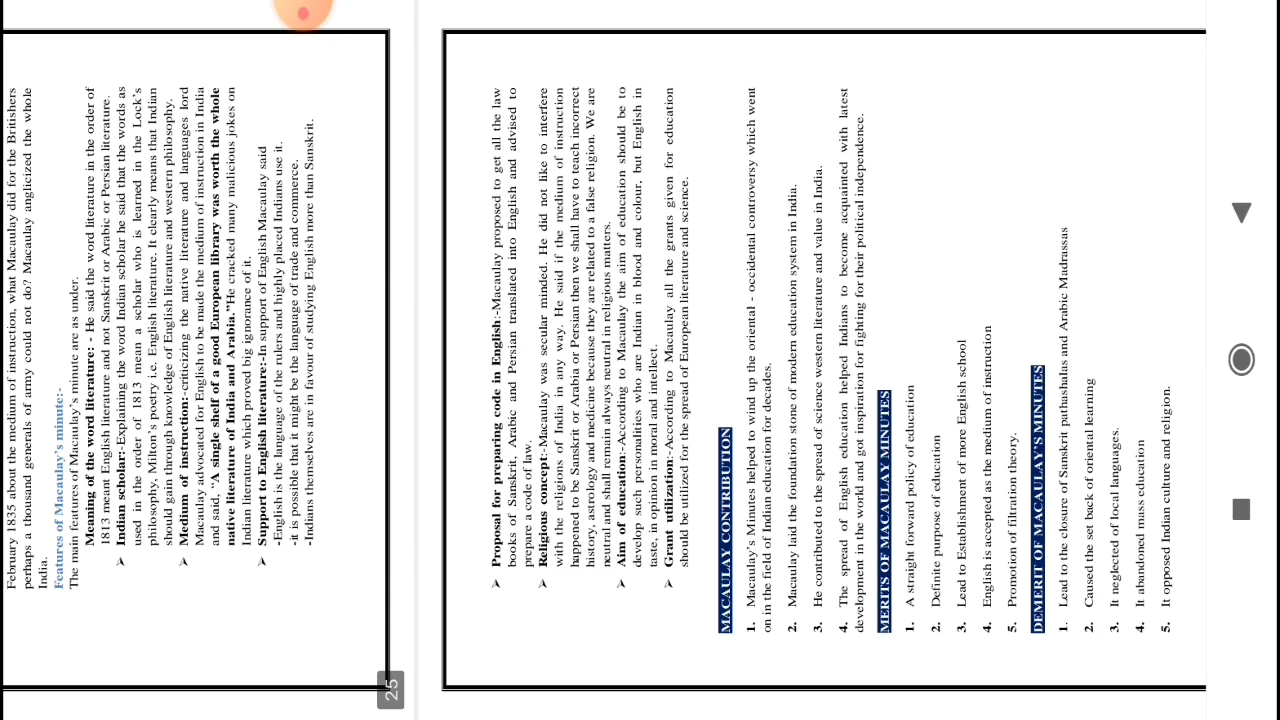 February 1835 about the medium of instruction, what Macaulay did for the Britishers
perhaps a thousand generals of army could not do? Macaulay anglicized the whole
India.
Features of Macaulay's minute:-
The main features of Macaulay's minute are as under.
Meaning of the word literature: - He said the word literature in the order of
1813 meant English literature and not Sanskrit or Arabic or Persian literature.
➢ Indian scholar:-Explaining the word Indian scholar he said that the words as
used in the order of 1813 mean a scholar who is learned in the Lock's
philosophy, Milton's poetry i.e. English literature. It clearly means that Indian
should gain through knowledge of English literature and western philosophy.
➢ Medium of instruction:-criticizing the native literature and languages lord
Macaulay advocated for English to be made the medium of instruction in India
and said, "A single shelf of a good European library was worth the whole
native literature of India and Arabia."He cracked many malicious jokes on
Indian literature which proved big ignorance of it.
➢ Support to English literature:-In support of English Macaulay said
-English is the language of the rulers and highly placed Indians use it.
-it is possible that it might be the language of trade and commerce.
-Indians themselves are in favour of studying English more than Sanskrit.
25
➢ Proposal for preparing code in English:-Macaulay proposed to get all the law
books of Sanskrit, Arabic and Persian translated into English and advised to
prepare a code of law.
➢ Religious concept:-Macaulay was secular minded. He did not like to interfere
with the religions of India in any way. He said if the medium of instruction
happened to be Sanskrit or Arabia or Persian then we shall have to teach incorrect
history, astrology and medicine because they are related to a false religion. We are
neutral and shall remain always neutral in religious matters.
➢ Aim of education:-According to Macaulay the aim of education should be to
develop such personalities who are Indian in blood and colour, but English in
taste, in opinion in moral and intellect.
➢ Grant utilization:-According to Macaulay all the grants given for education
should be utilized for the spread of European literature and science.
MACAULAY CONTRIBUTION
1. Macaulay's Minutes helped to wind up the oriental - occidental controversy which went
on in the field of Indian education for decades.
2. Macaulay laid the foundation stone of modern education system in India.
3. He contributed to the spread of science western literature and value in India.
4. The spread of English education helped Indians to become acquainted with latest
development in the world and got inspiration for fighting for their political independence.
MERITS OF MACAULAY MINUTES
1. A straight forward policy of education
2. Definite purpose of education
3. Lead to Establishment of more English school
4. English is accepted as the medium of instruction
5. Promotion of filtration theory.
DEMERIT OF MACAULAY'S MINUTES
1. Lead to the closure of Sanskrit pathashalas and Arabic Madrassas
2. Caused the set back of oriental learning
3. It neglected of local languages.
4. It abandoned mass education
5. It opposed Indian culture and religion.